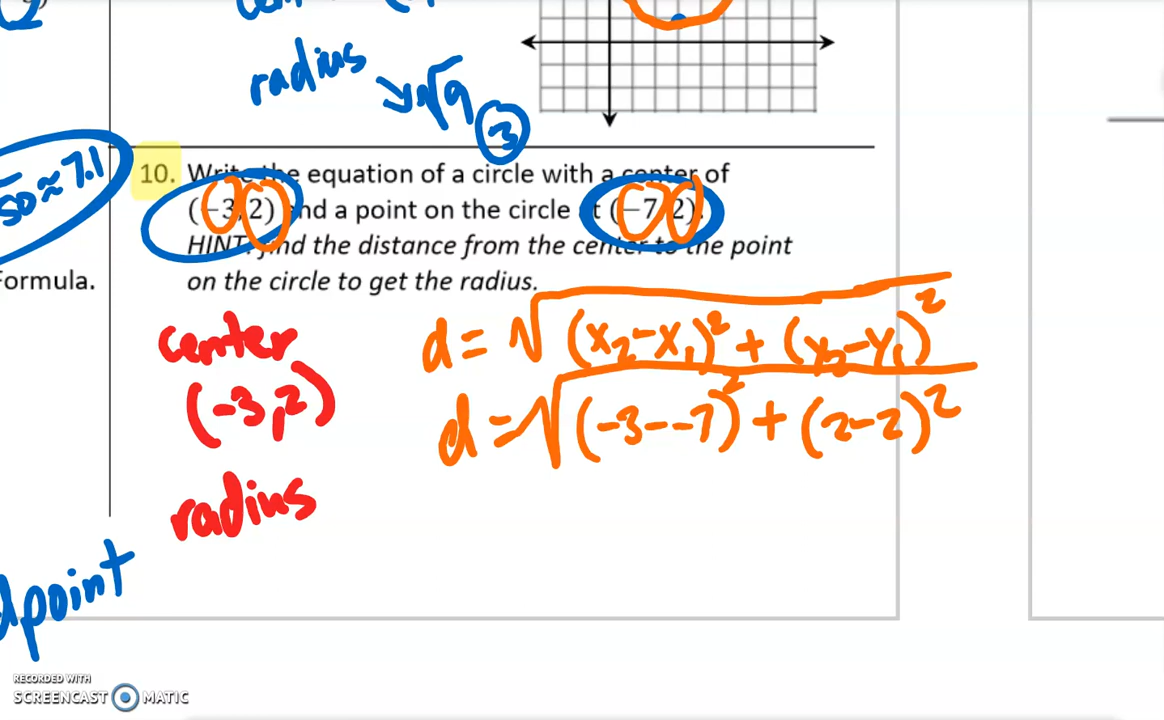 radius
√9
3
≈ 7.1
10. Write the equation of a circle with a center of
(−3, 2) and a point on the circle at (−7, 2).
HINT: find the distance from the center to the point
on the circle to get the radius.
Formula.
center
(-3, 2)
radius
d = √(x₂-x₁)² + (y₂-y₁)²
d = √(-3--7)² + (2-2)²
RECORDED WITH
SCREENCAST MATIC